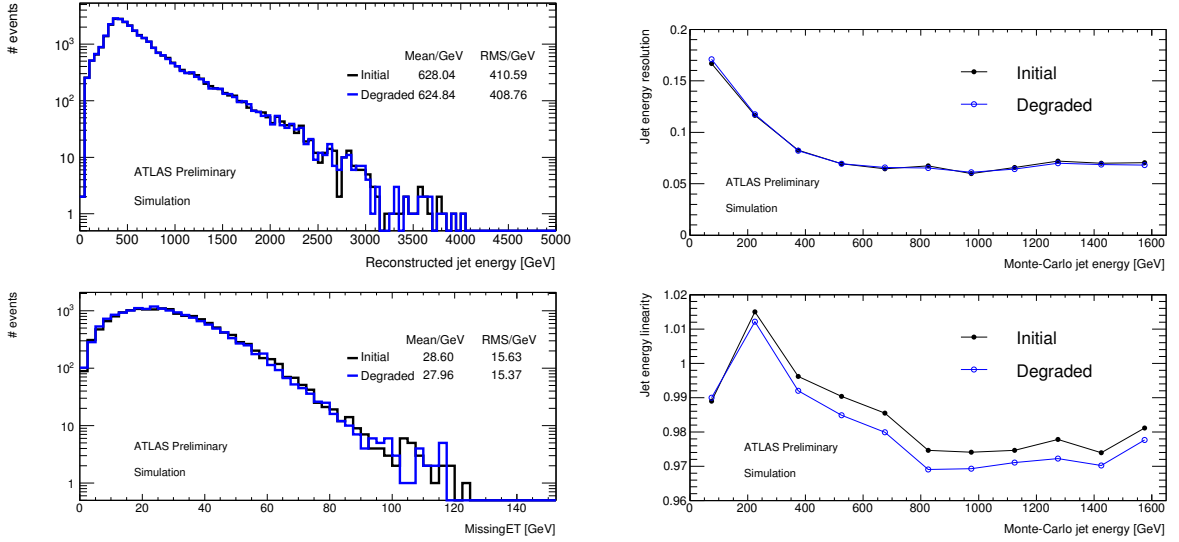 # events
10³
10²
10
1
Mean/GeV RMS/GeV
Initial 628.04 410.59
Degraded 624.84 408.76
ATLAS Preliminary
Simulation
0 500 1000 1500 2000 2500 3000 3500 4000 4500 5000
Reconstructed jet energy [GeV]
Jet energy resolution
0.2
0.15
0.1
0.05
0
Initial
Degraded
ATLAS Preliminary
Simulation
0 200 400 600 800 1000 1200 1400 1600
Monte-Carlo jet energy [GeV]
# events
10³
10²
10
1
Mean/GeV RMS/GeV
Initial 28.60 15.63
Degraded 27.96 15.37
ATLAS Preliminary
Simulation
0 20 40 60 80 100 120 140
MissingET [GeV]
Jet energy linearity
1.02
1.01
1
0.99
0.98
0.97
0.96
Initial
Degraded
ATLAS Preliminary
Simulation
0 200 400 600 800 1000 1200 1400 1600
Monte-Carlo jet energy [GeV]